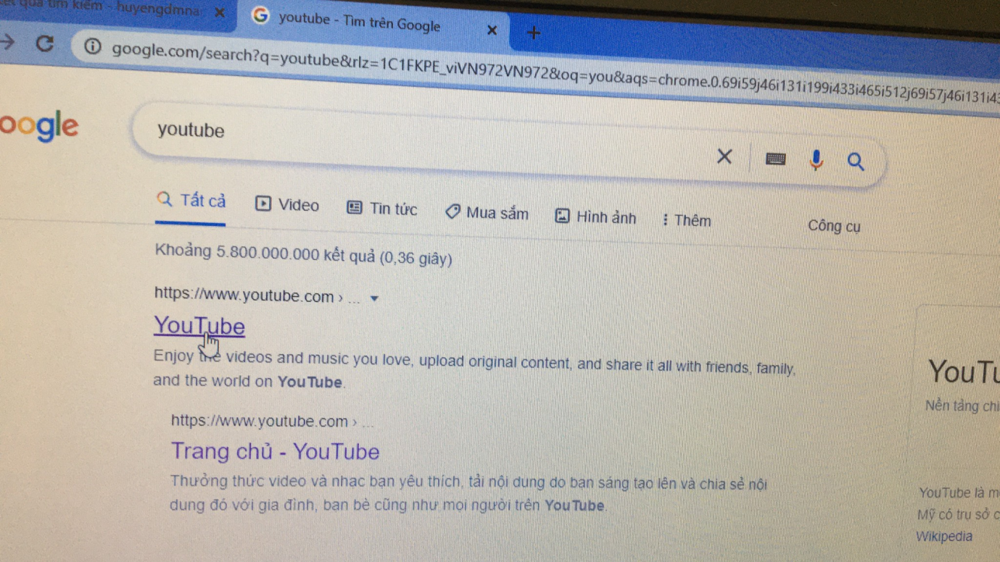 quả tìm kiếm - huyengdmna
youtube - Tìm trên Google
google.com/search?q=youtube&rlz=1C1FKPE_viVN972VN972&oq=you&aqs=chrome.0.69i59j46i131i199i433i465i512j69i57j46i131i43
oogle
youtube
Tất cả Video Tin tức Mua sắm Hình ảnh Thêm Công cụ
Khoảng 5.800.000.000 kết quả (0,36 giây)
https://www.youtube.com › ...
YouTube
Enjoy the videos and music you love, upload original content, and share it all with friends, family,
and the world on YouTube.
https://www.youtube.com › ...
Trang chủ - YouTube
Thưởng thức video và nhạc bạn yêu thích, tải nội dung do bạn sáng tạo lên và chia sẻ nội
dung đó với gia đình, bạn bè cũng như mọi người trên YouTube.
YouTu
Nền tảng chi
YouTube là m
Mỹ có trụ sở c
Wikipedia